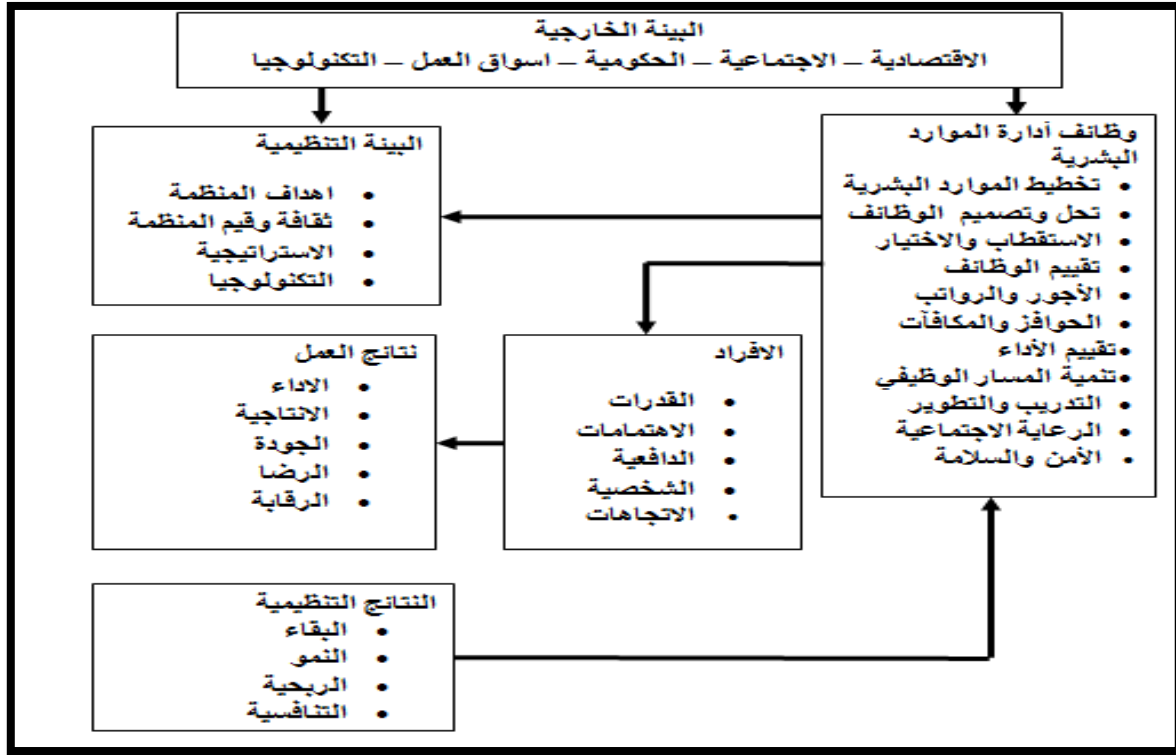 البيئة الخارجية
الاقتصادية – الاجتماعية – الحكومية – اسواق العمل – التكنولوجيا
وظائف أدارة الموارد
البشرية
• تخطيط الموارد البشرية
• تحل وتصميم الوظائف
• الاستقطاب والاختيار
• تقييم الوظائف
• الأجور والرواتب
• الحوافز والمكافآت
• تقييم الأداء
• تنمية المسار الوظيفي
• التدريب والتطوير
• الرعاية الاجتماعية
• الأمن والسلامة
البيئة التنظيمية
• اهداف المنظمة
• ثقافة وقيم المنظمة
• الاستراتيجية
• التكنولوجيا
الافراد
• القدرات
• الاهتمامات
• الدافعية
• الشخصية
• الاتجاهات
نتائج العمل
• الاداء
• الانتاجية
• الجودة
• الرضا
• الرقابة
النتائج التنظيمية
• البقاء
• النمو
• الربحية
• التنافسية